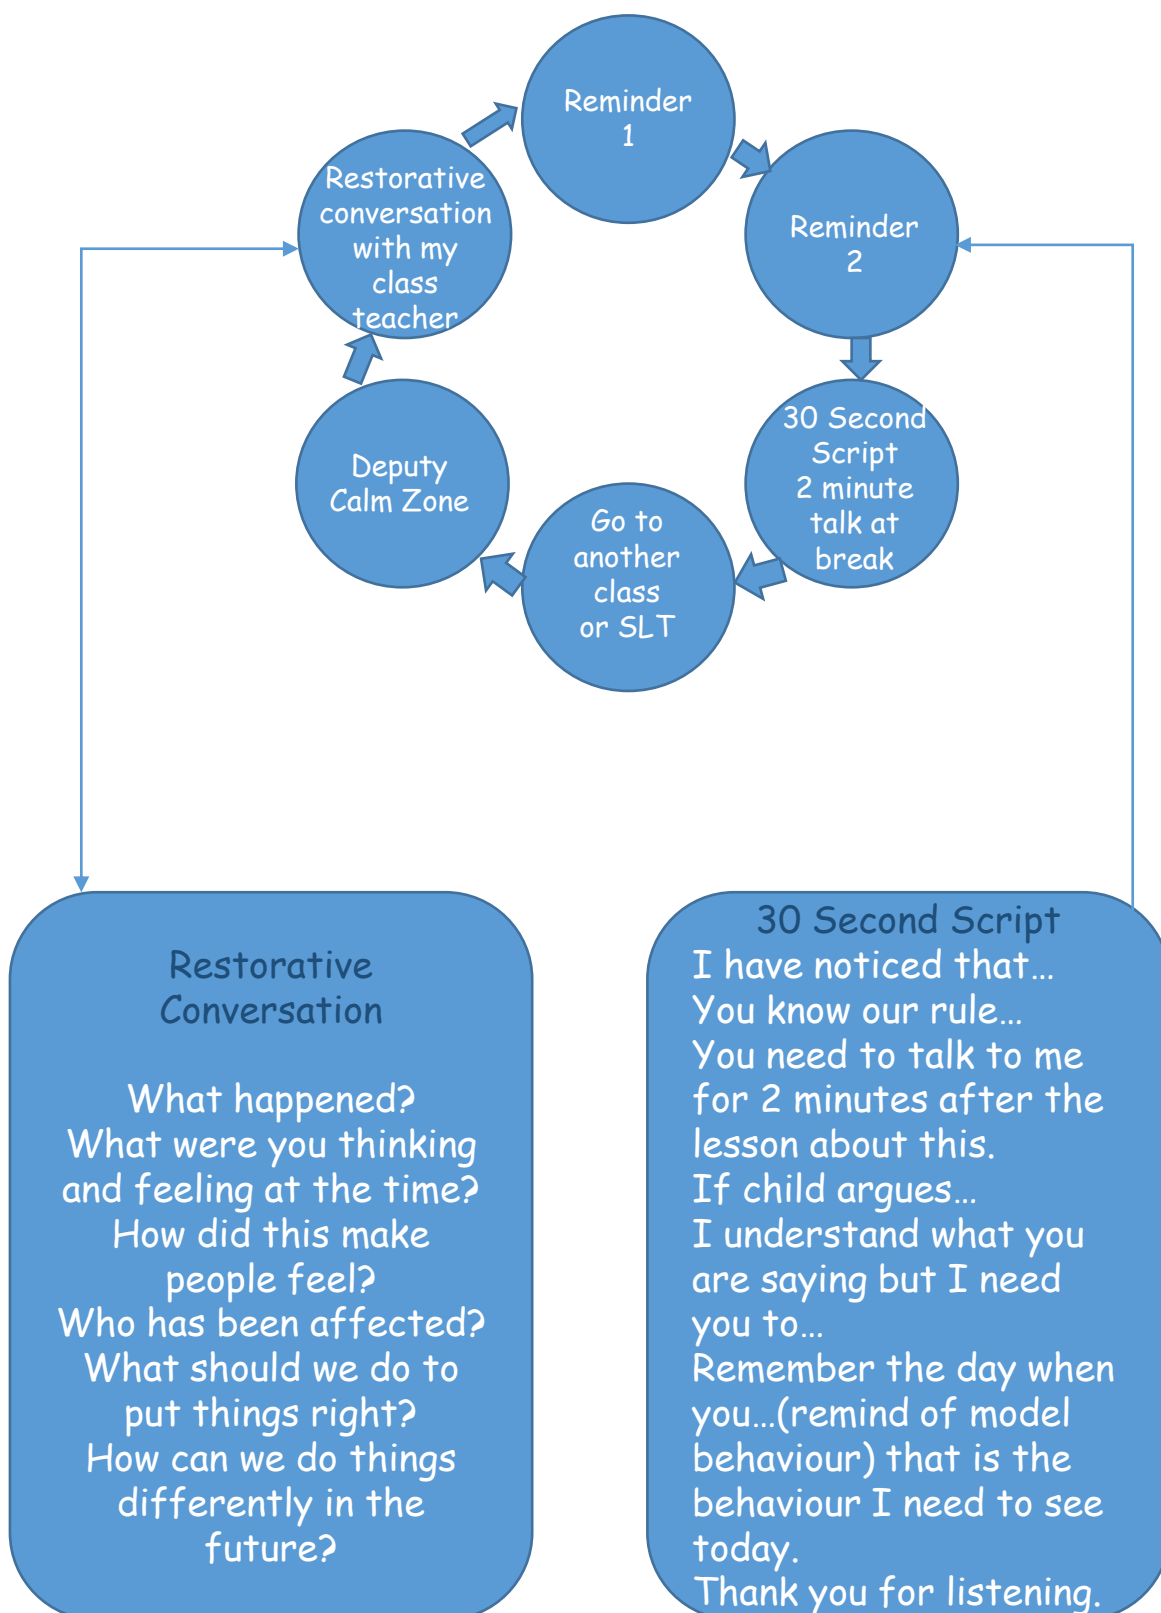 Reminder
1
Reminder
2
30 Second
Script
2 minute
talk at
break
Go to
another
class
or SLT
Deputy
Calm Zone
Restorative
conversation
with my
class
teacher
Restorative
Conversation
What happened?
What were you thinking
and feeling at the time?
How did this make
people feel?
Who has been affected?
What should we do to
put things right?
How can we do things
differently in the
future?
30 Second Script
I have noticed that…
You know our rule…
You need to talk to me
for 2 minutes after the
lesson about this.
If child argues…
I understand what you
are saying but I need
you to…
Remember the day when
you…(remind of model
behaviour) that is the
behaviour I need to see
today.
Thank you for listening.